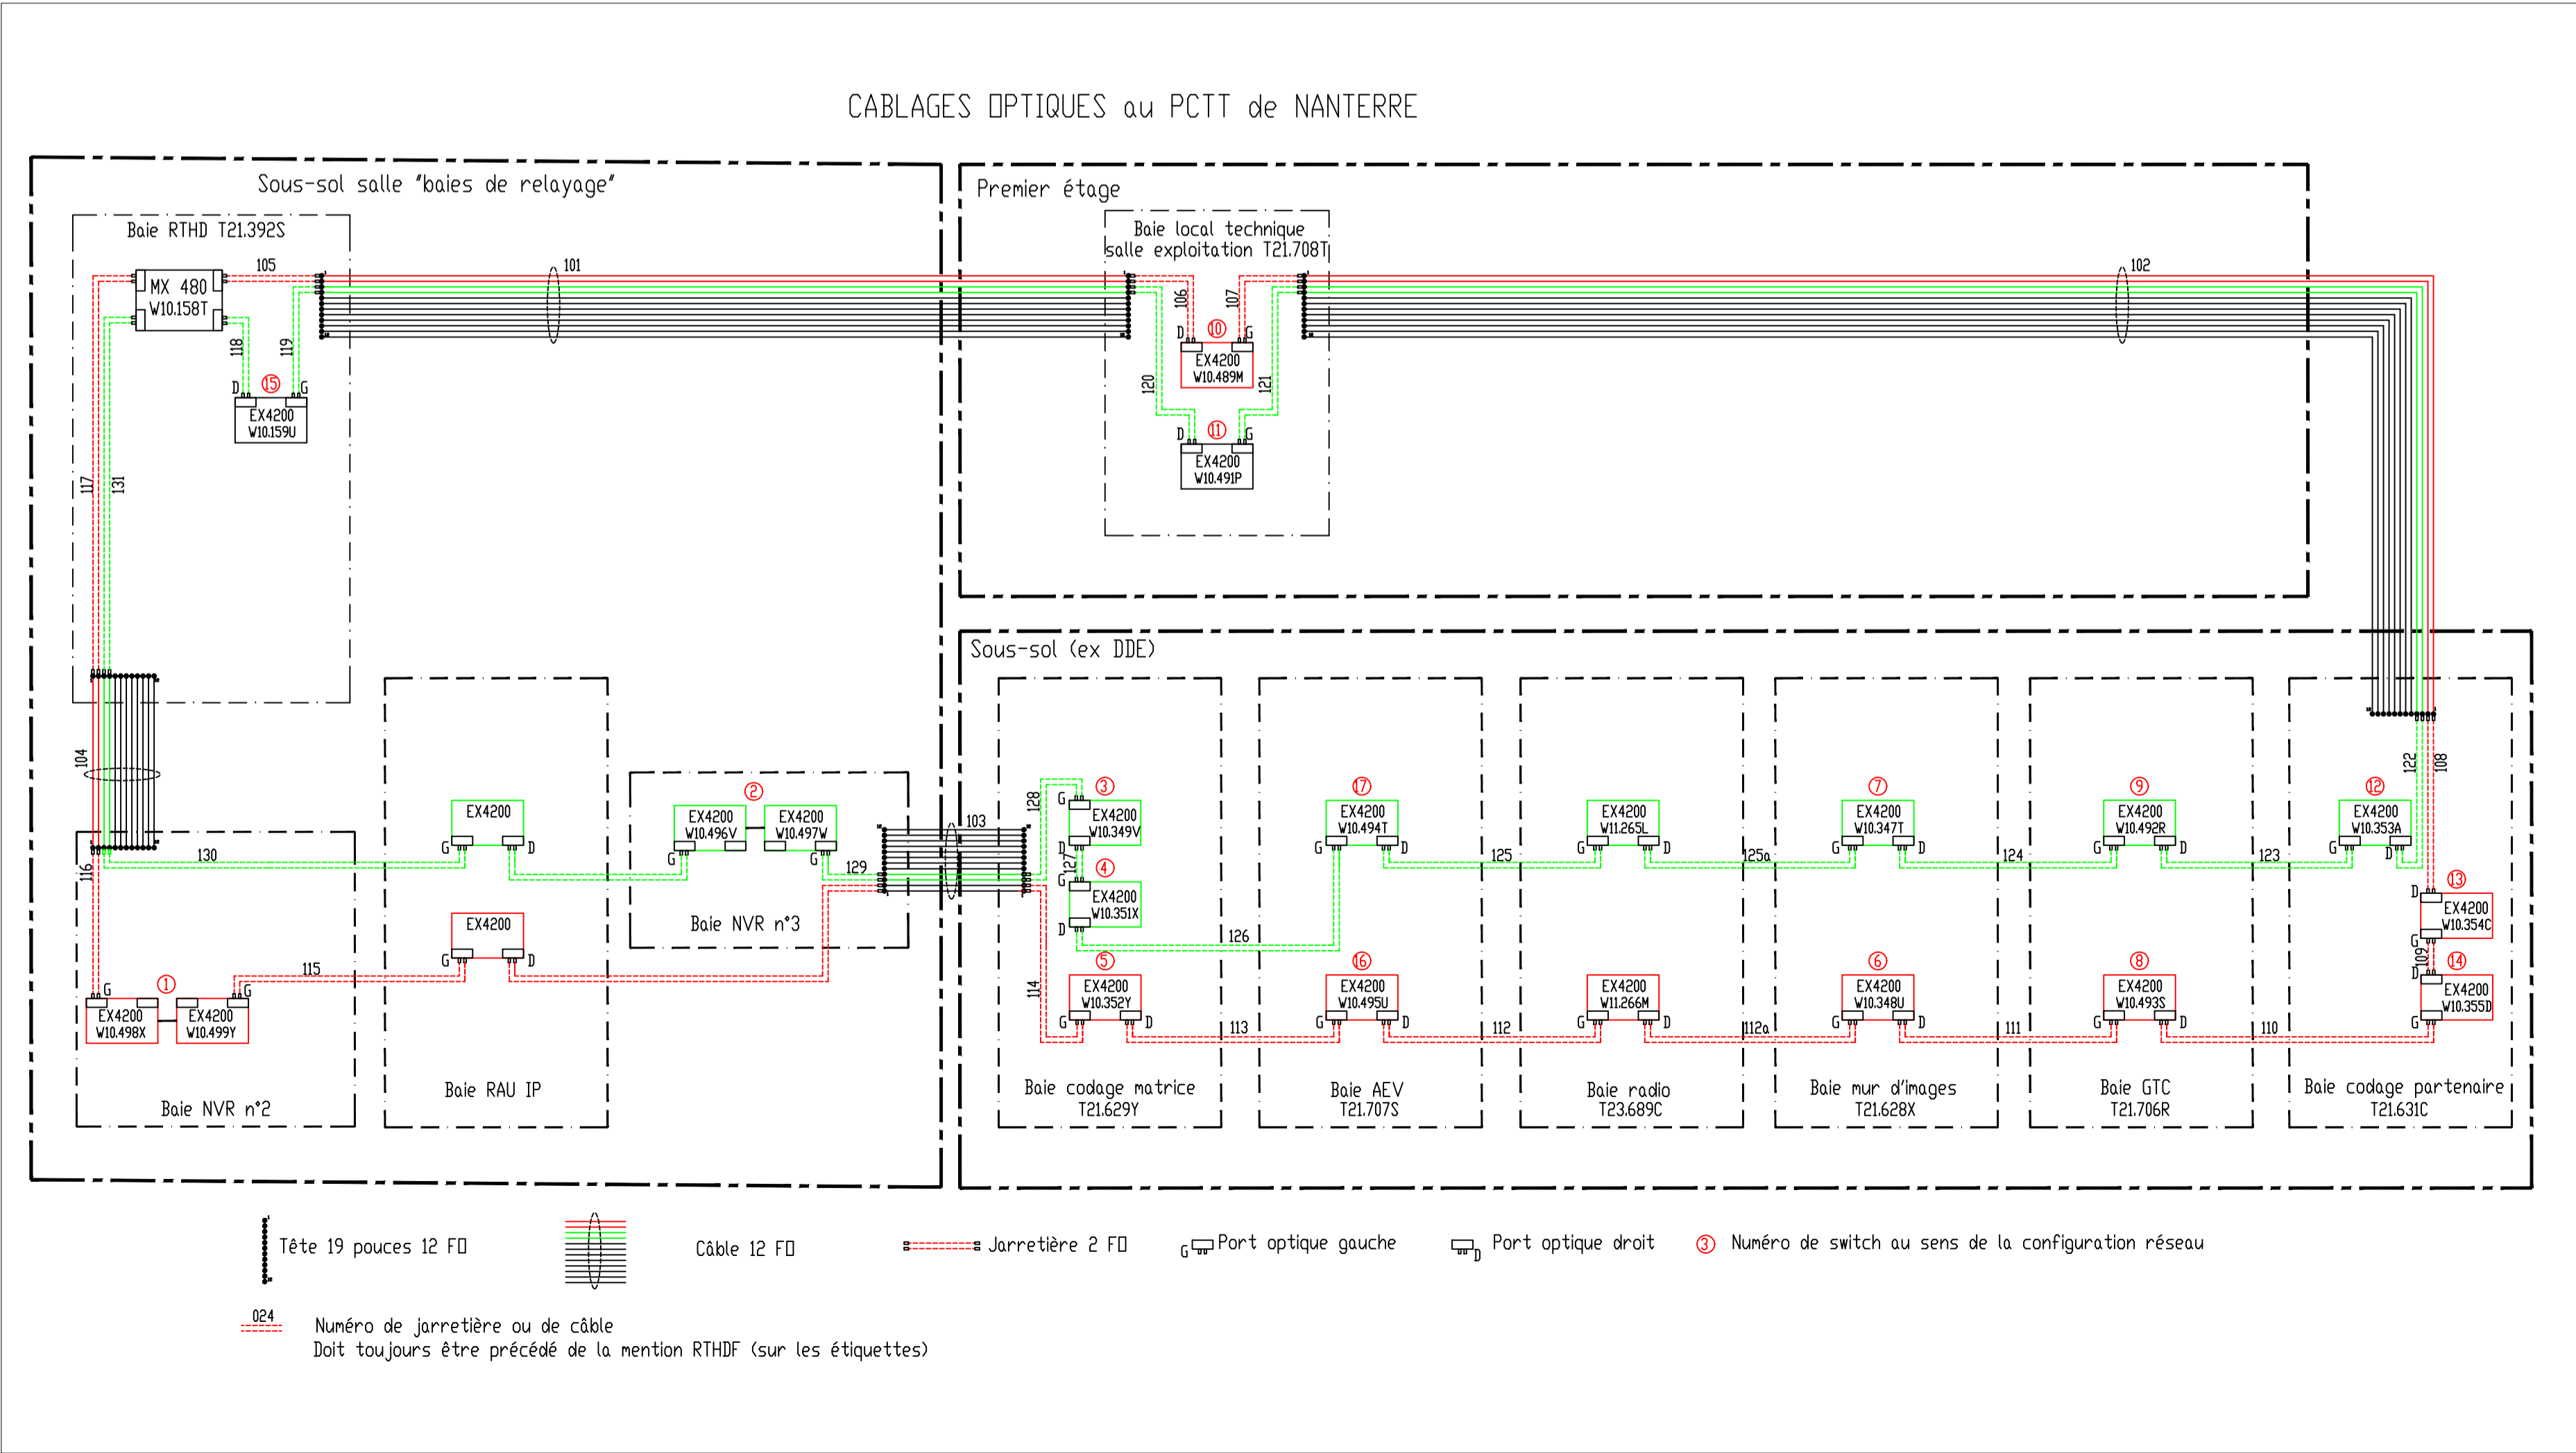 CABLAGES OPTIQUES au PCTT de NANTERRE
Sous-sol salle "baies de relayage"
Baie RTHD T21.392S
MX 480
W10.158T
105
101
118
119
D
15
G
EX4200
W10.159U
117
131
104
116
130
1
G
G
EX4200
W10.498X
EX4200
W10.499Y
115
Baie NVR n°2
EX4200
G
D
EX4200
G
D
Baie RAU IP
2
EX4200
W10.496V
EX4200
W10.497W
G
G
129
Baie NVR n°3
103
Premier étage
Baie local technique
salle exploitation T21.708T
106
107
D
10
G
EX4200
W10.489M
120
121
D
11
G
EX4200
W10.491P
102
Sous-sol (ex DDE)
128
3
G
EX4200
W10.349V
D
127
4
G
EX4200
W10.351X
D
126
114
5
EX4200
W10.352Y
G
D
113
Baie codage matrice
T21.629Y
17
EX4200
W10.494T
G
D
125
16
EX4200
W10.495U
G
D
112
Baie AEV
T21.707S
EX4200
W11.265L
G
D
125a
EX4200
W11.266M
G
D
112a
Baie radio
T23.689C
7
EX4200
W10.347T
G
D
124
6
EX4200
W10.348U
G
D
111
Baie mur d'images
T21.628X
9
EX4200
W10.492R
G
D
123
8
EX4200
W10.493S
G
D
110
Baie GTC
T21.706R
122
108
12
EX4200
W10.353A
G
D
13
D
EX4200
W10.354C
G
109
14
D
EX4200
W10.355D
G
Baie codage partenaire
T21.631C
Tête 19 pouces 12 FO
Câble 12 FO
Jarretière 2 FO
G
Port optique gauche
D
Port optique droit
3
Numéro de switch au sens de la configuration réseau
024
Numéro de jarretière ou de câble
Doit toujours être précédé de la mention RTHDF (sur les étiquettes)